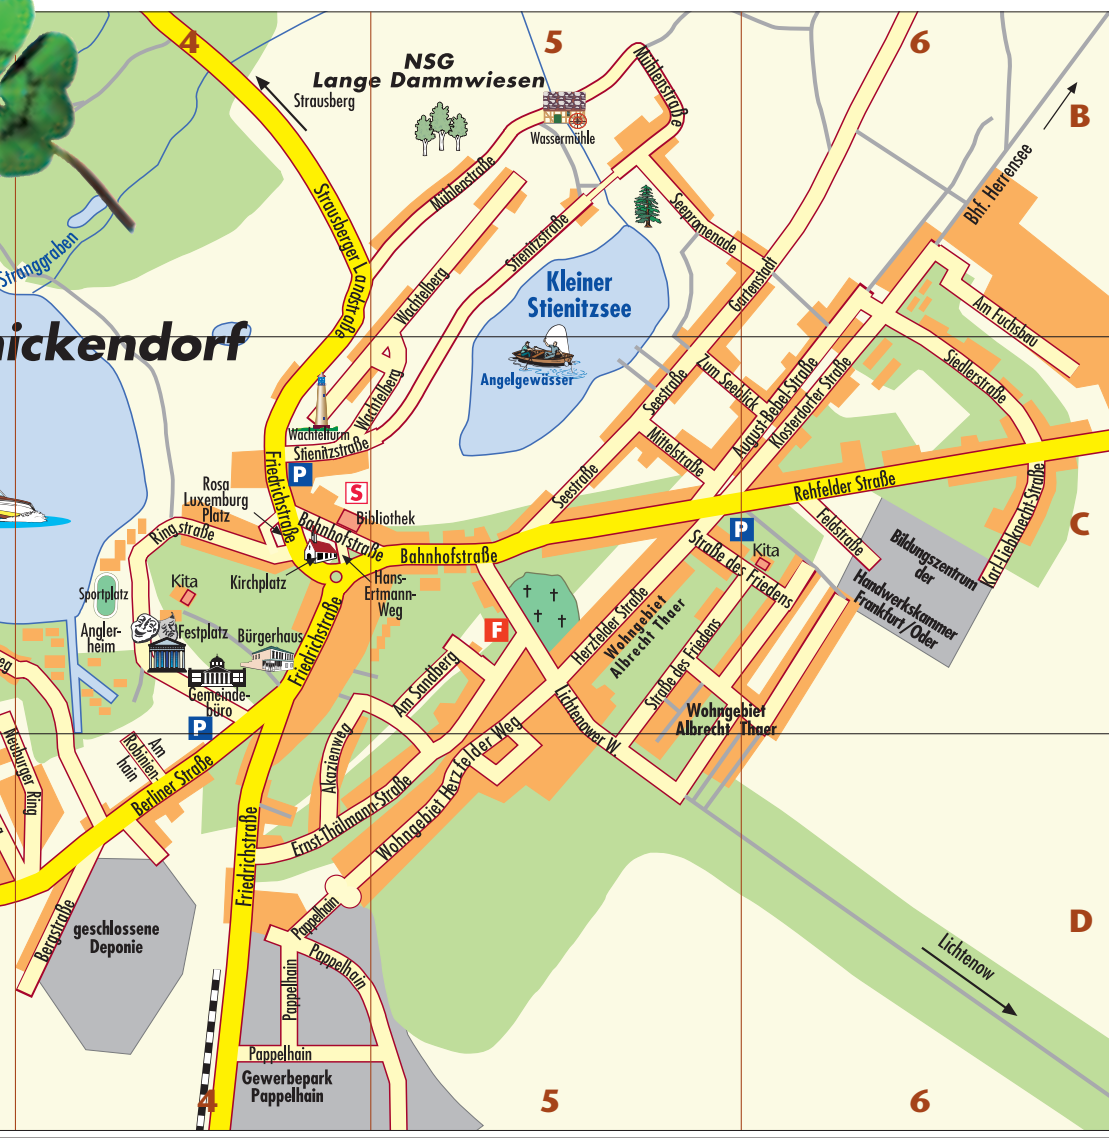 4
5
6
NSG
Lange Dammwiesen
Strausberg
Wassermühle
Mühlenstraße
B
Mühlenstraße
Bhf. Herrensee
Seepromenade
Strausberger Landstraße
Stranggraben
Stienitzstraße
Wachtelberg
Kleiner
Stienitzsee
Gartenstadt
Am Fuchsbau
nickendorf
Angelgewässer
Zum Seeblick
Siedlerstraße
Seestraße
August-Bebel-Straße
Klosterdorfer Straße
Wachtelberg
Wachtelturm
Stienitzstraße
Mittelstraße
Friedrichstraße
P
S
Rosa
Luxemburg
Platz
Seestraße
Rehfelder Straße
Karl-Liebknecht-Straße
Bibliothek
Ringstraße
Bahnhofstraße
Bahnhofstraße
P
C
Feldstraße
Kita
Straße des Friedens
Bildungszentrum
der
Handwerkskammer
Frankfurt/Oder
Kita
Kirchplatz
Hans-
Ertmann-
Weg
Sportplatz
Angler-
heim
Festplatz
Bürgerhaus
Friedrichstraße
F
Herzfelder Straße
Wohngebiet
Albrecht Thaer
Straße des Friedens
Am Sandberg
Gemeinde-
büro
P
Lichtenower W.
Wohngebiet
Albrecht Thaer
eg
Neuburger Ring
Am
Robinien-
hain
Berliner Straße
Akazienweg
Ernst-Thälmann-Straße
Wohngebiet Herzfelder Weg
Friedrichstraße
Bergstraße
geschlossene
Deponie
Pappelhain
Pappelhain
Pappelhain
D
Lichtenow
Pappelhain
Gewerbepark
Pappelhain
4
5
6